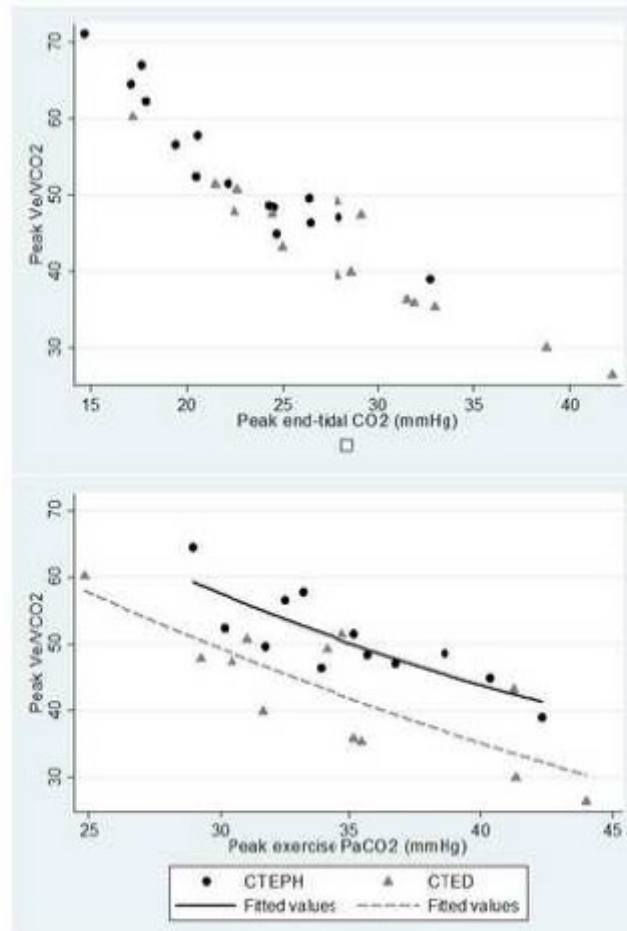 70
60
50
40
30
Peak Ve/VCO2
15 20 25 30 35 40
Peak end-tidal CO2 (mmHg)
70
60
50
40
30
Peak Ve/VCO2
25 30 35 40 45
Peak exercise PaCO2 (mmHg)
CTEPH CTED
Fitted values Fitted values